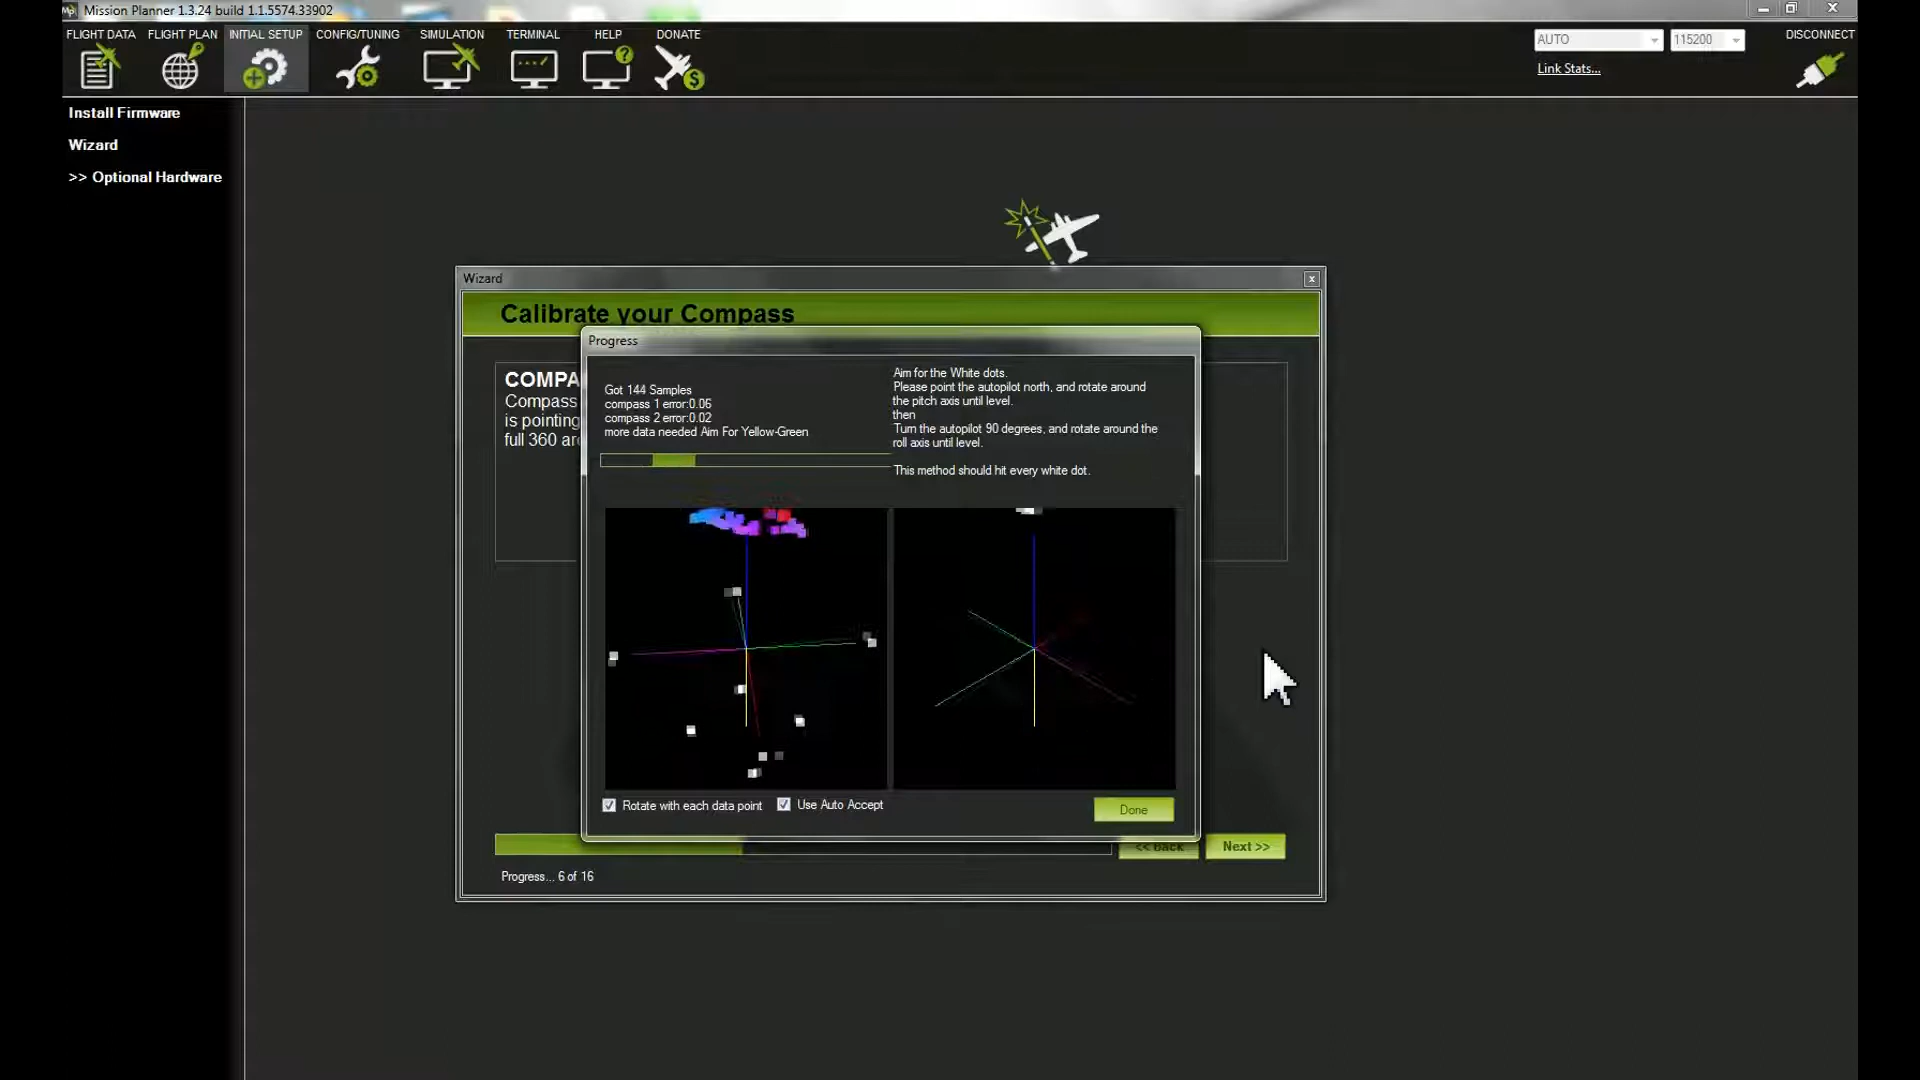 Mission Planner 1.3.24 build 1.1.5574.33902
FLIGHT DATA
FLIGHT PLAN
INITIAL SETUP
CONFIG/TUNING
SIMULATION
TERMINAL
HELP
DONATE
AUTO
115200
DISCONNECT
Link Stats...
Install Firmware
Wizard
>> Optional Hardware
Wizard
Calibrate your Compass
Progress
COMPA
Compass
is pointing
full 360 aro
Got 144 Samples
compass 1 error:0.06
compass 2 error:0.02
more data needed Aim For Yellow-Green
Aim for the White dots.
Please point the autopilot north, and rotate around
the pitch axis until level.
then
Turn the autopilot 90 degrees, and rotate around the
roll axis until level.
This method should hit every white dot.
Rotate with each data point
Use Auto Accept
Done
<< Back
Next >>
Progress... 6 of 16